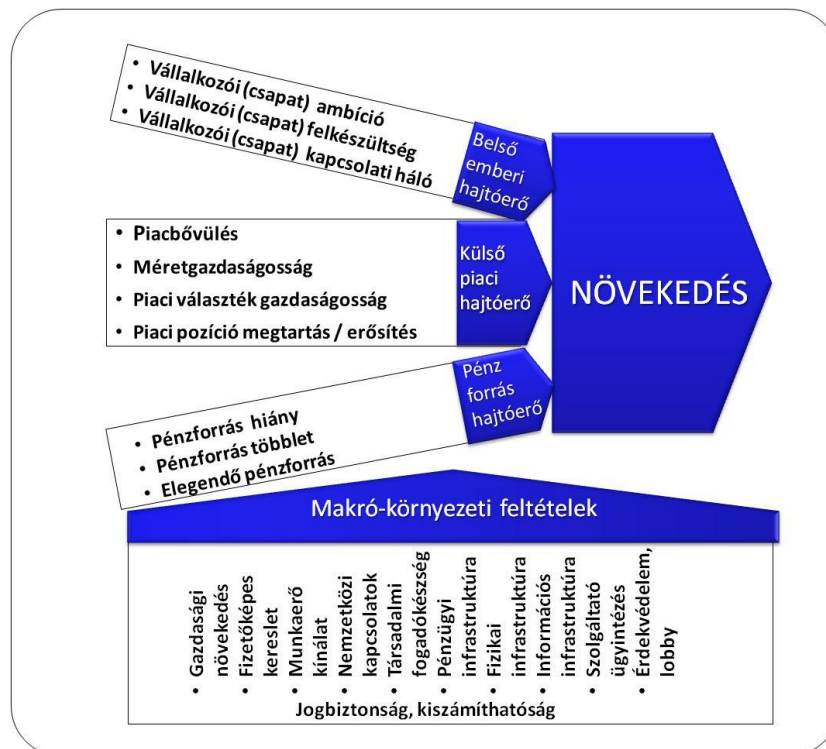 • Vállalkozói (csapat) ambíció
• Vállalkozói (csapat) felkészültség
• Vállalkozói (csapat) kapcsolati háló
Belső
emberi
hajtóerő
• Piacbővülés
• Méretgazdaságosság
• Piaci választék gazdaságosság
• Piaci pozíció megtartás / erősítés
Külső
piaci
hajtóerő
NÖVEKEDÉS
• Pénzforrás hiány
• Pénzforrás többlet
• Elegendő pénzforrás
Pénz
forrás
hajtóerő
Makró-környezeti feltételek
• Gazdasági
növekedés
• Fizetőképes
kereslet
• Munkaerő
kínálat
• Nemzetközi
kapcsolatok
• Társadalmi
fogadókészség
• Pénzügyi
infrastruktúra
• Fizikai
infrastruktúra
• Információs
infrastruktúra
• Szolgáltató
ügyintézés
• Érdekvédelem,
lobby
Jogbiztonság, kiszámíthatóság